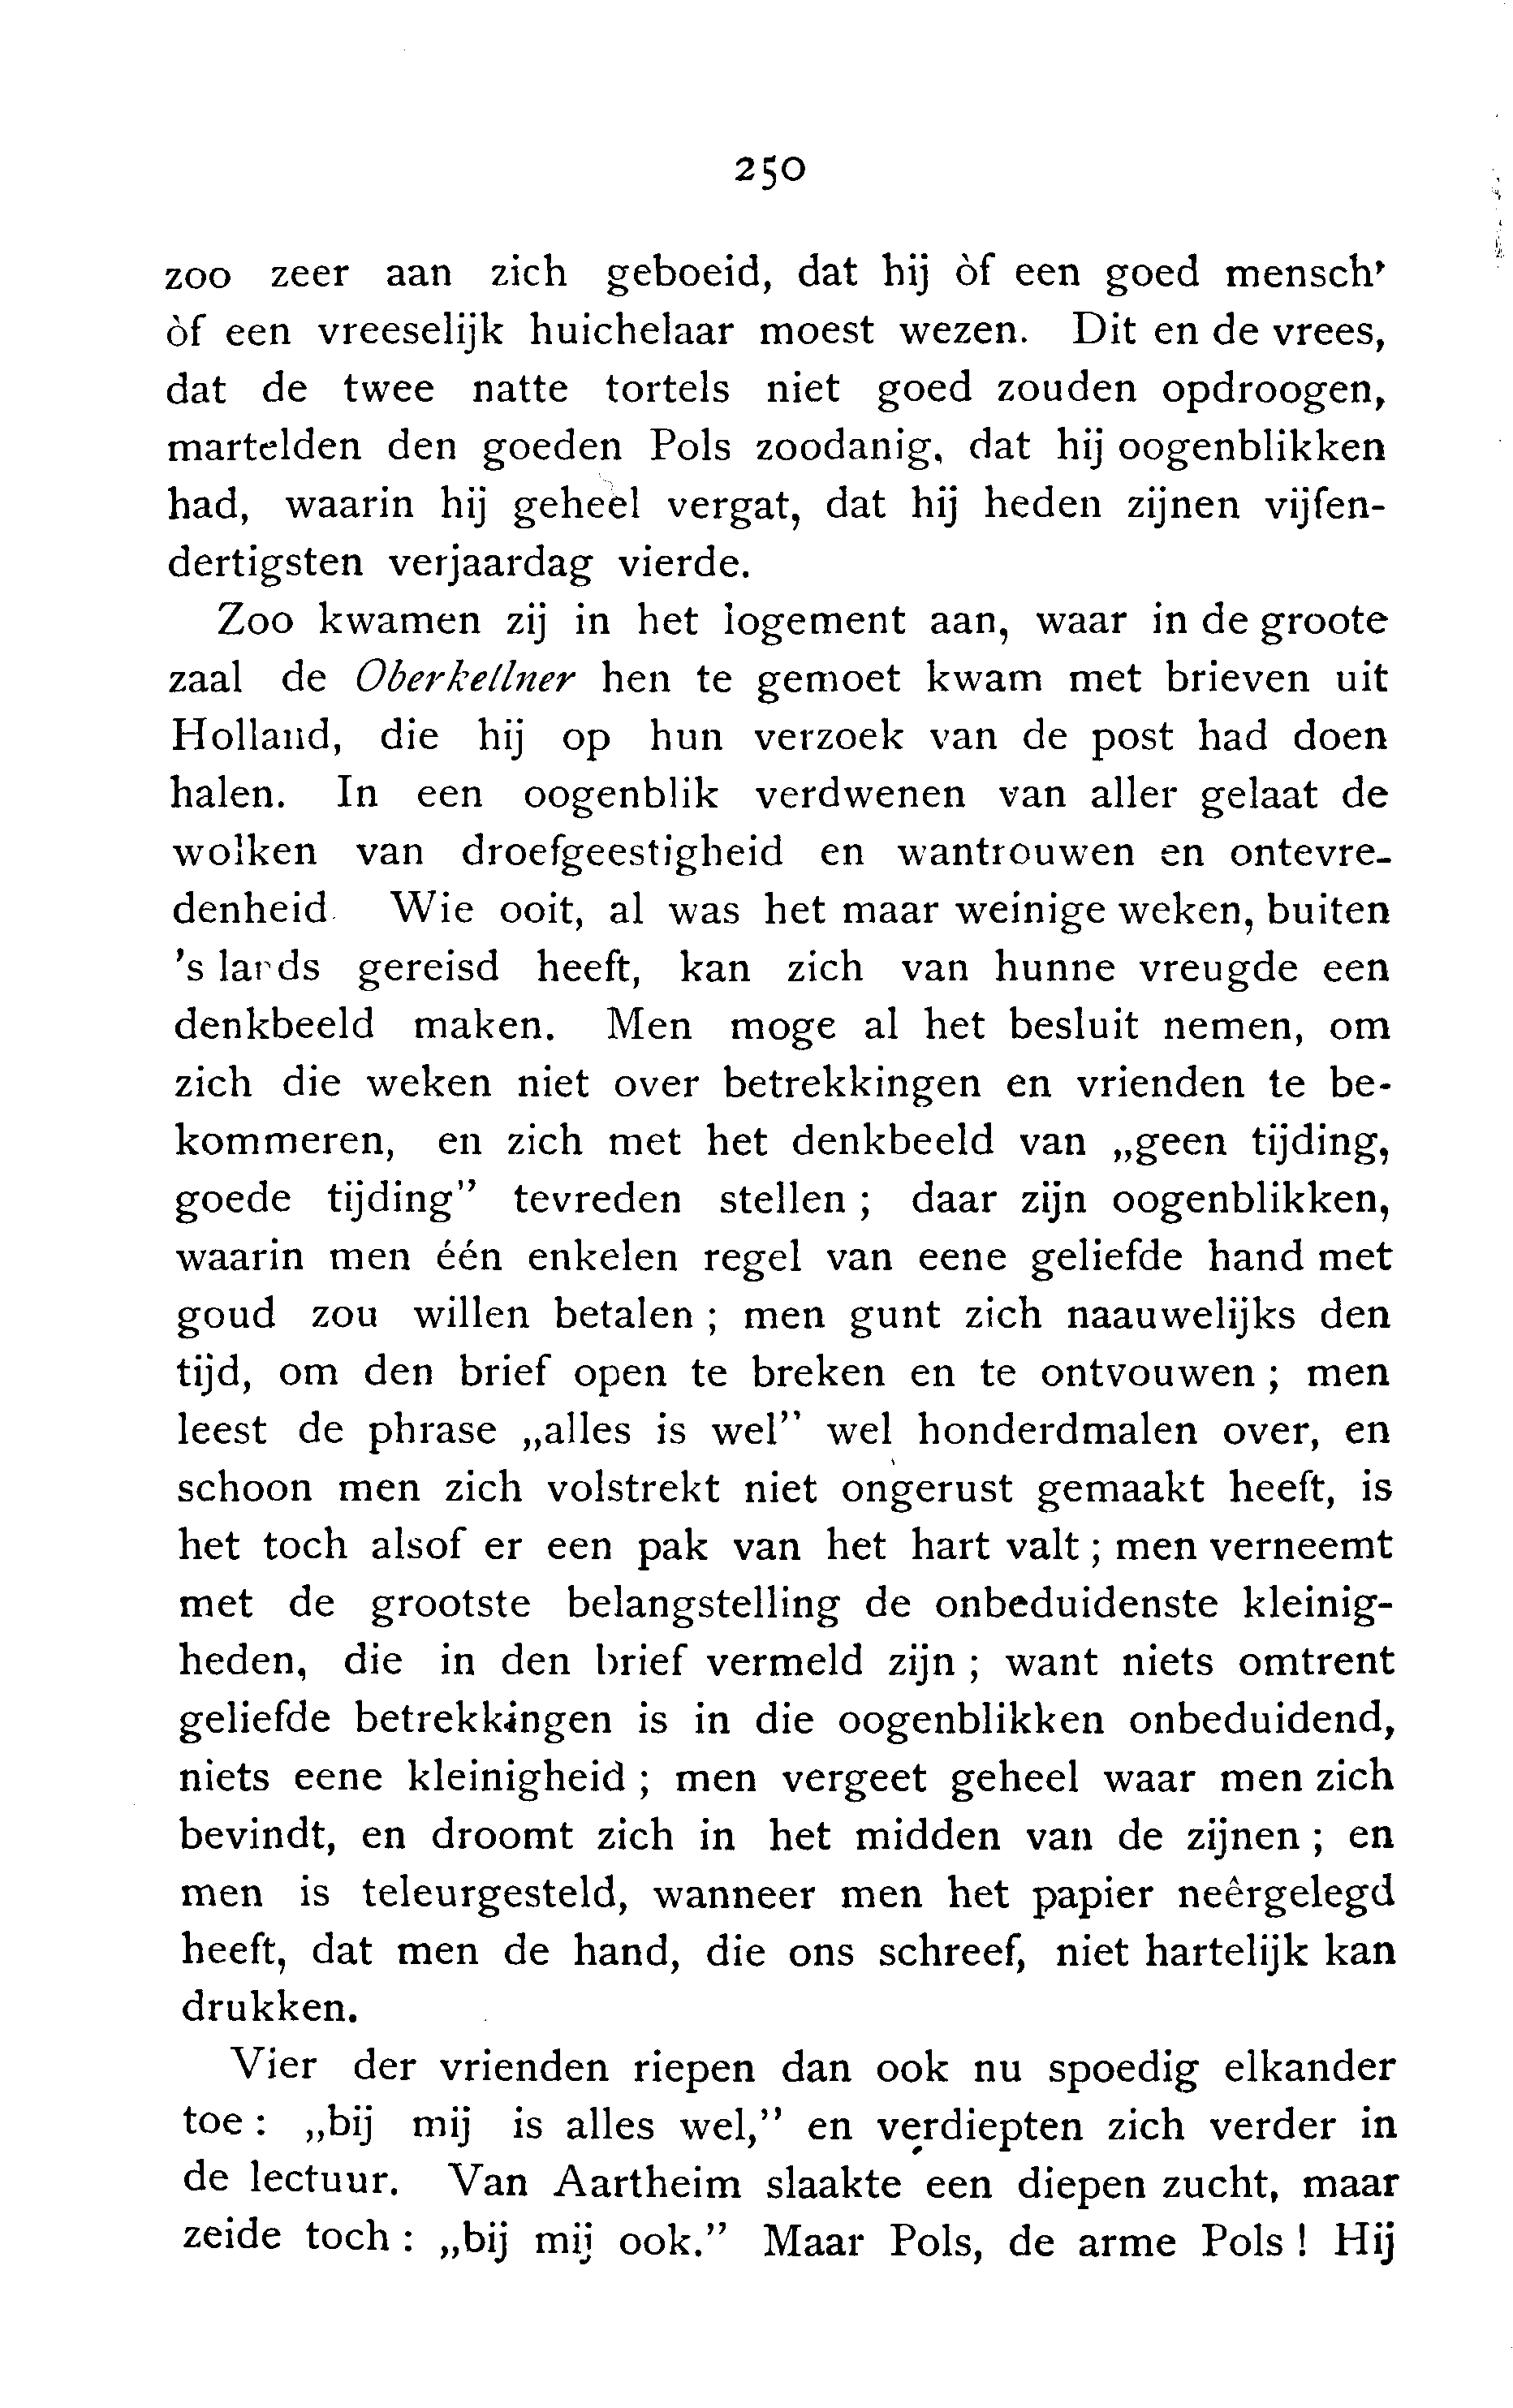 250
zoo zeer aan zich geboeid, dat hij òf een goed mensch,
òf een vreeselijk huichelaar moest wezen. Dit en de vrees,
dat de twee natte tortels niet goed zouden opdroogen,
martelden den goeden Pols zoodanig, dat hij oogenblikken
had, waarin hij geheel vergat, dat hij heden zijnen vijfen-
dertigsten verjaardag vierde.
Zoo kwamen zij in het logement aan, waar in de groote
zaal de Oberkellner hen te gemoet kwam met brieven uit
Holland, die hij op hun verzoek van de post had doen
halen. In een oogenblik verdwenen van aller gelaat de
wolken van droefgeestigheid en wantrouwen en ontevre-
denheid. Wie ooit, al was het maar weinige weken, buiten
's lands gereisd heeft, kan zich van hunne vreugde een
denkbeeld maken. Men moge al het besluit nemen, om
zich die weken niet over betrekkingen en vrienden te be-
kommeren, en zich met het denkbeeld van „geen tijding,
goede tijding” tevreden stellen ; daar zijn oogenblikken,
waarin men één enkelen regel van eene geliefde hand met
goud zou willen betalen ; men gunt zich naauwelijks den
tijd, om den brief open te breken en te ontvouwen ; men
leest de phrase „alles is wel” wel honderdmalen over, en
schoon men zich volstrekt niet ongerust gemaakt heeft, is
het toch alsof er een pak van het hart valt ; men verneemt
met de grootste belangstelling de onbeduidenste kleinig-
heden, die in den brief vermeld zijn ; want niets omtrent
geliefde betrekkingen is in die oogenblikken onbeduidend,
niets eene kleinigheid ; men vergeet geheel waar men zich
bevindt, en droomt zich in het midden van de zijnen ; en
men is teleurgesteld, wanneer men het papier neêrgelegd
heeft, dat men de hand, die ons schreef, niet hartelijk kan
drukken.
Vier der vrienden riepen dan ook nu spoedig elkander
toe : „bij mij is alles wel,” en verdiepten zich verder in
de lectuur. Van Aartheim slaakte een diepen zucht, maar
zeide toch : „bij mij ook.” Maar Pols, de arme Pols ! Hij